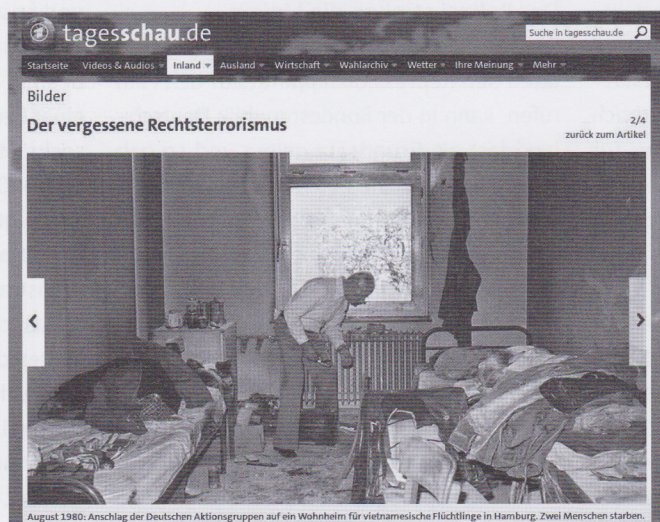 tagesschau.de
Suche in tagesschau.de
Startseite Videos & Audios Inland Ausland Wirtschaft Wahlarchiv Wetter Ihre Meinung Mehr
Bilder
Der vergessene Rechtsterrorismus
2/4
zurück zum Artikel
August 1980: Anschlag der Deutschen Aktionsgruppen auf ein Wohnheim für vietnamesische Flüchtlinge in Hamburg. Zwei Menschen starben.